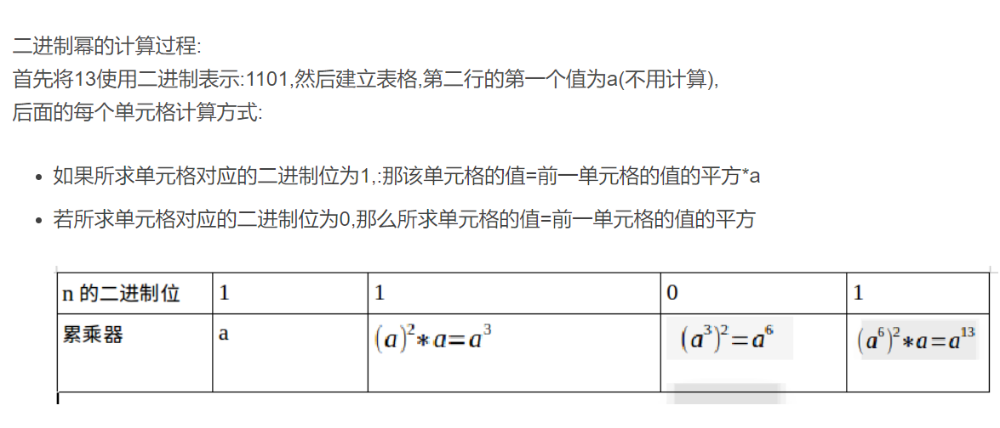 二进制幂的计算过程:
首先将13使用二进制表示:1101,然后建立表格,第二行的第一个值为a(不用计算),
后面的每个单元格计算方式:
如果所求单元格对应的二进制位为1,:那该单元格的值=前一单元格的值的平方*a
若所求单元格对应的二进制位为0,那么所求单元格的值=前一单元格的值的平方
n 的二进制位 1 1 0 1
累乘器 a (a)²*a=a³ (a³)²=a⁶ (a⁶)²*a=a¹³